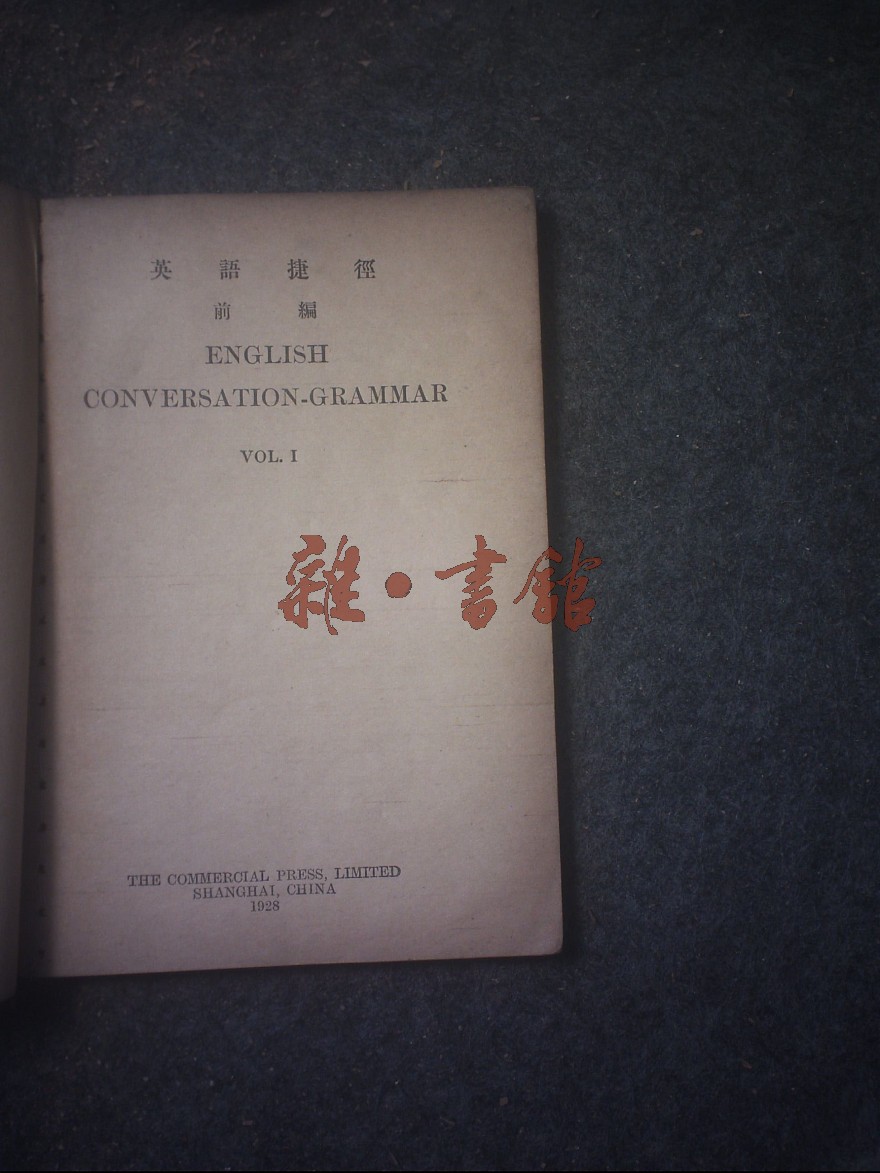 英語捷徑
前編
ENGLISH
CONVERSATION-GRAMMAR
VOL. I
雜·書館
THE COMMERCIAL PRESS, LIMITED
SHANGHAI, CHINA
1928